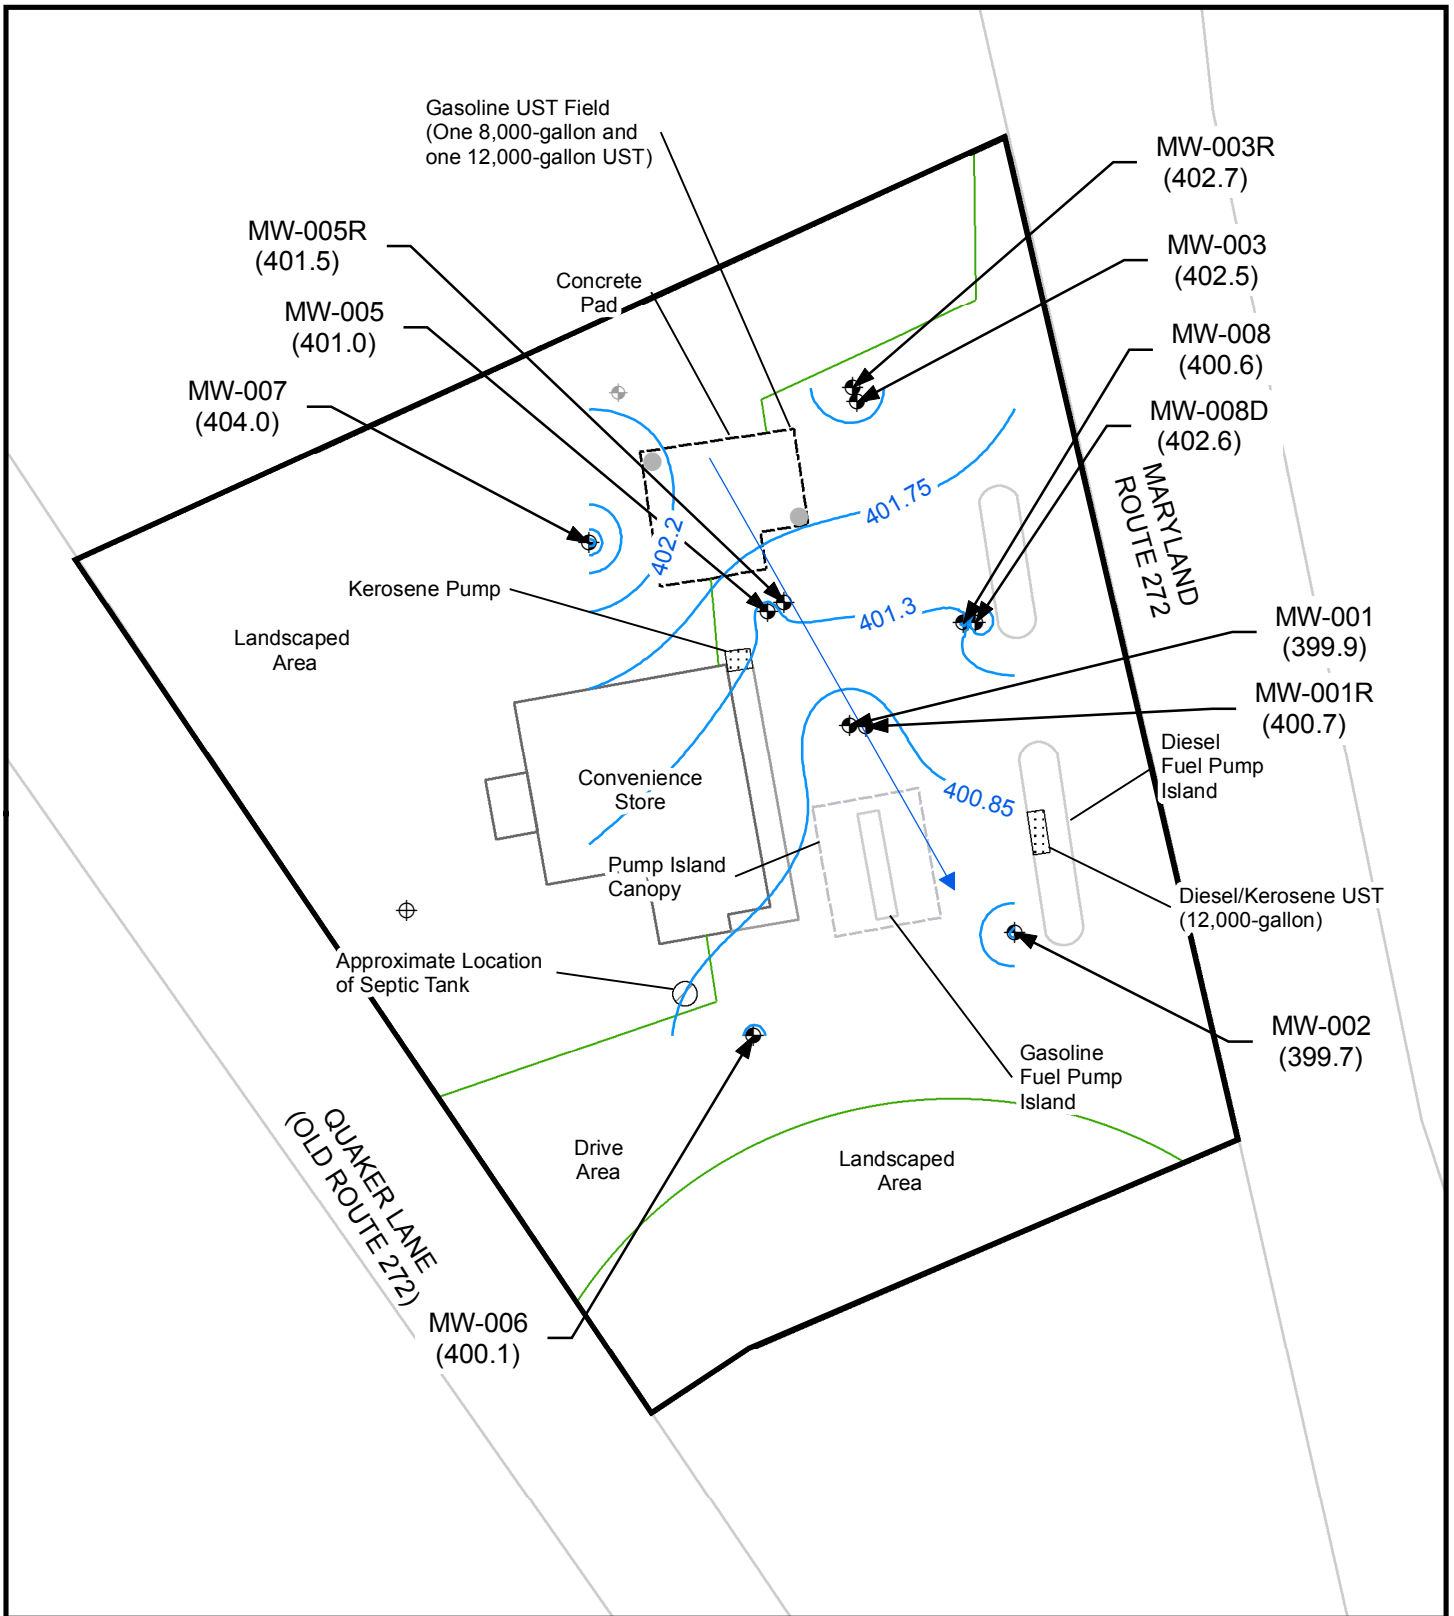 Gasoline UST Field
(One 8,000-gallon and
one 12,000-gallon UST)
MW-003R
(402.7)
MW-005R
(401.5)
MW-003
(402.5)
Concrete
Pad
MW-005
(401.0)
MW-008
(400.6)
MW-007
(404.0)
MW-008D
(402.6)
MARYLAND
ROUTE 272
401.75
402.2
Kerosene Pump
401.3
Landscaped
Area
MW-001
(399.9)
MW-001R
(400.7)
Diesel
Fuel Pump
Island
Convenience
Store
400.85
Pump Island
Canopy
Diesel/Kerosene UST
(12,000-gallon)
Approximate Location
of Septic Tank
MW-002
(399.7)
Gasoline
Fuel Pump
Island
QUAKER LANE
(OLD ROUTE 272)
Drive
Area
Landscaped
Area
MW-006
(400.1)